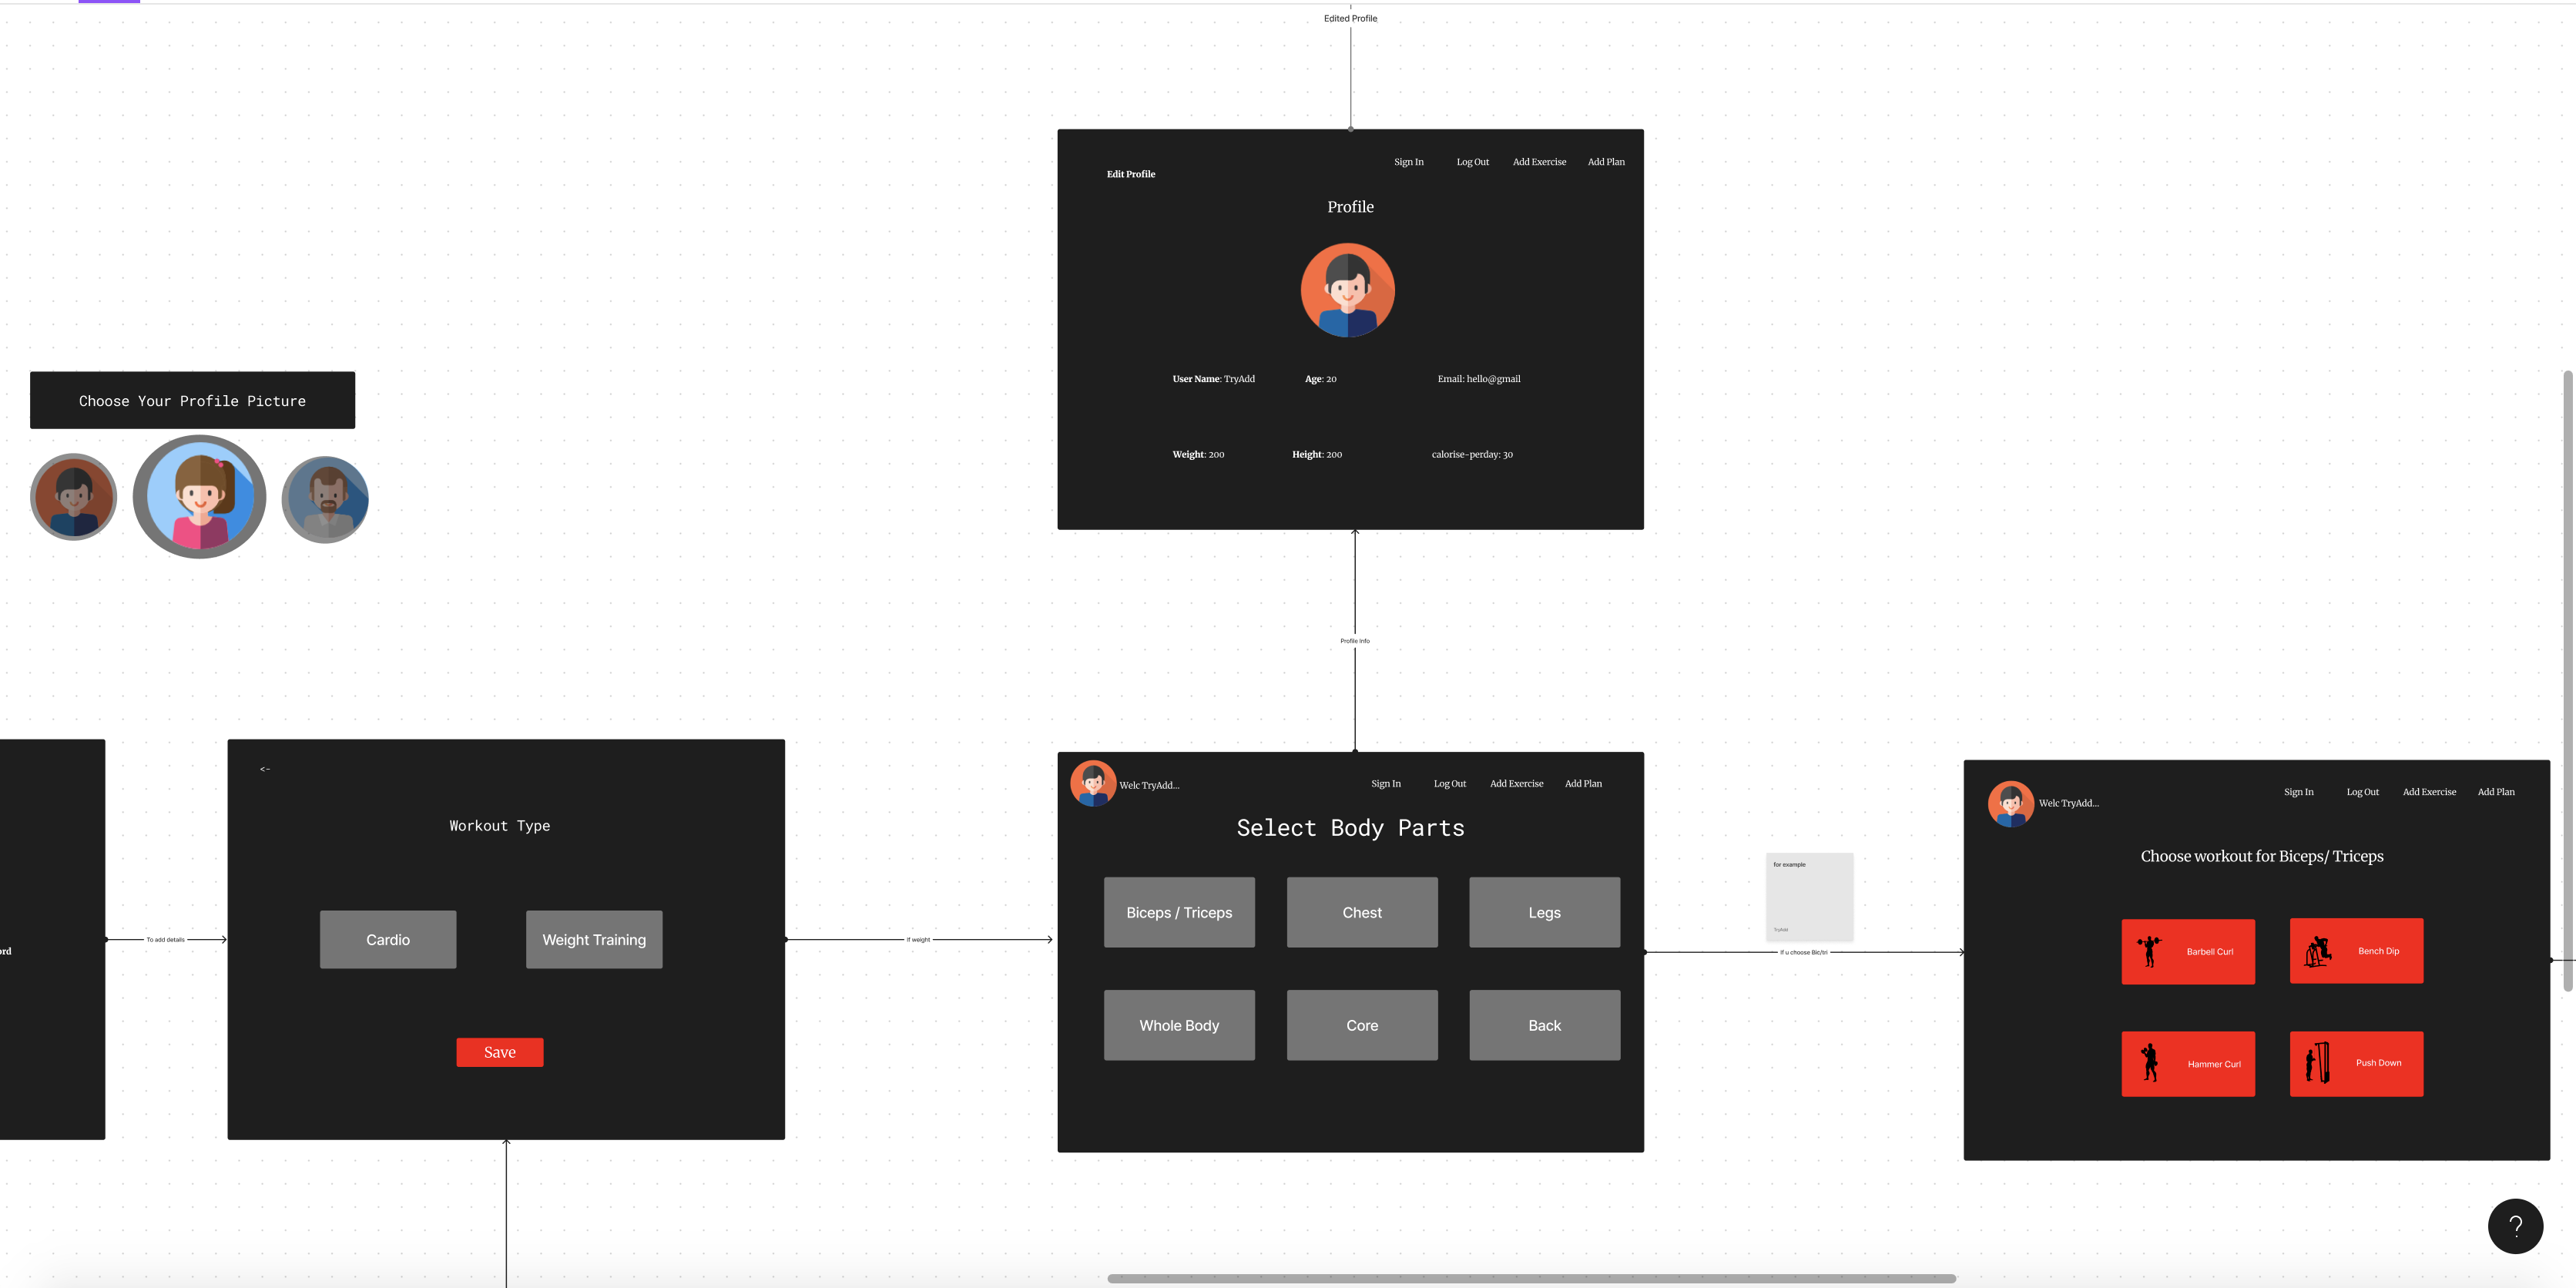 Edited Profile
Sign In Log Out Add Exercise Add Plan
Edit Profile
Profile
User Name: TryAdd Age: 20 Email: hello@gmail
Weight: 200 Height: 200 calorise-perday: 30
Choose Your Profile Picture
Profile Info
ord
To add details
<-
Workout Type
Cardio Weight Training
Save
If weight
Welc TryAdd... Sign In Log Out Add Exercise Add Plan
Select Body Parts
Biceps / Triceps Chest Legs
Whole Body Core Back
for example
TryAdd
If u choose Bic/tri
Welc TryAdd... Sign In Log Out Add Exercise Add Plan
Choose workout for Biceps/ Triceps
Barbell Curl Bench Dip
Hammer Curl Push Down
?